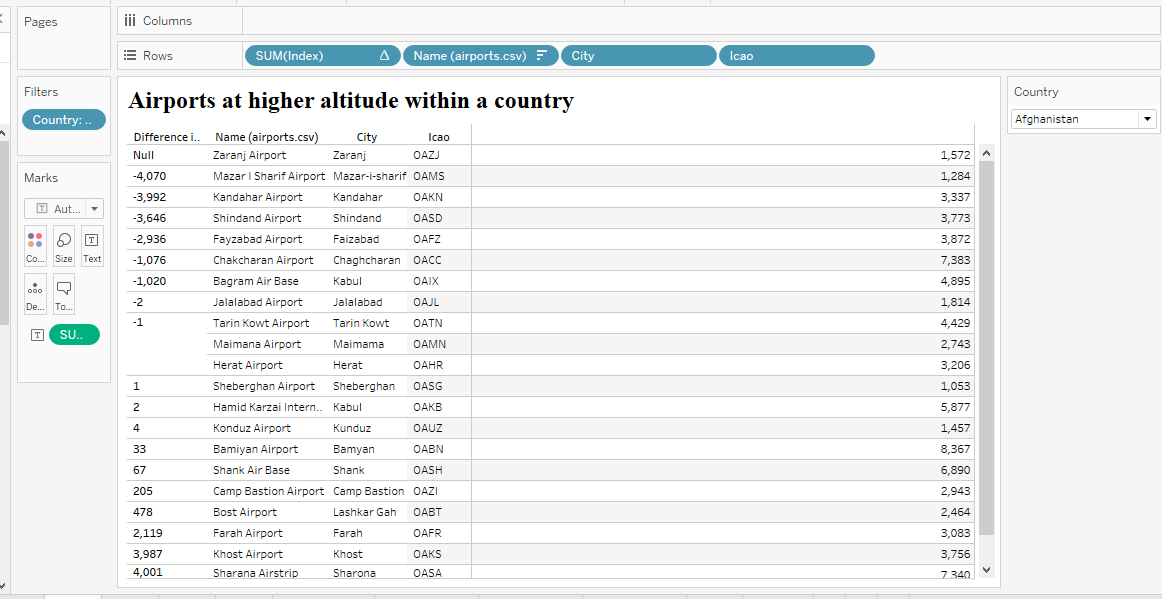 Pages
Columns
Rows SUM(Index) Name (airports.csv) City Icao
Filters
Country: ..
Marks
Aut...
Co... Size Text
De... To...
SU..
Airports at higher altitude within a country
Difference i.. Name (airports.csv) City Icao
Null Zaranj Airport Zaranj OAZJ 1,572
-4,070 Mazar I Sharif Airport Mazar-i-sharif OAMS 1,284
-3,992 Kandahar Airport Kandahar OAKN 3,337
-3,646 Shindand Airport Shindand OASD 3,773
-2,936 Fayzabad Airport Faizabad OAFZ 3,872
-1,076 Chakcharan Airport Chaghcharan OACC 7,383
-1,020 Bagram Air Base Kabul OAIX 4,895
-2 Jalalabad Airport Jalalabad OAJL 1,814
-1 Tarin Kowt Airport Tarin Kowt OATN 4,429
Maimana Airport Maimama OAMN 2,743
Herat Airport Herat OAHR 3,206
1 Sheberghan Airport Sheberghan OASG 1,053
2 Hamid Karzai Intern.. Kabul OAKB 5,877
4 Konduz Airport Kunduz OAUZ 1,457
33 Bamiyan Airport Bamyan OABN 8,367
67 Shank Air Base Shank OASH 6,890
205 Camp Bastion Airport Camp Bastion OAZI 2,943
478 Bost Airport Lashkar Gah OABT 2,464
2,119 Farah Airport Farah OAFR 3,083
3,987 Khost Airport Khost OAKS 3,756
4,001 Sharana Airstrip Sharona OASA 7,340
Country
Afghanistan